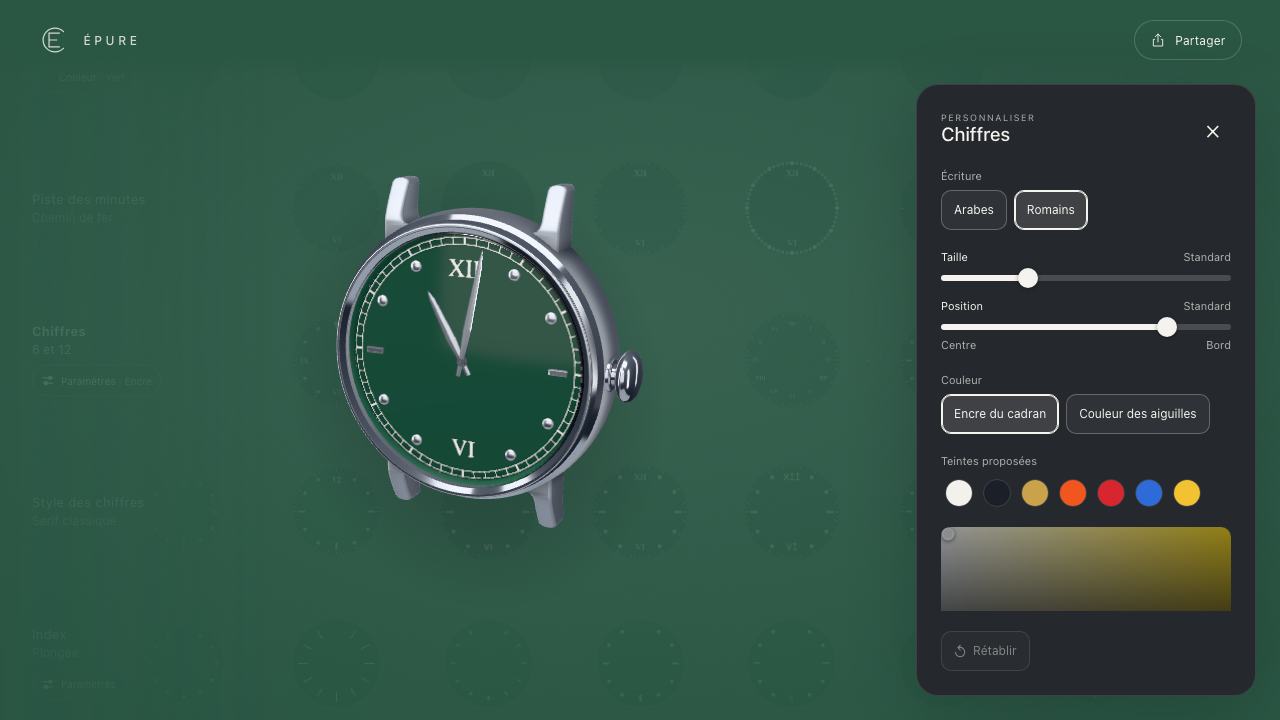 ÉPURE
Partager
Couleur · Vert
Piste des minutes
Chemin de fer
Chiffres
6 et 12
Paramètres · Encre
Style des chiffres
Serif classique
Index
Plongée
Paramètres
XII
VI
PERSONNALISER
Chiffres
Écriture
Arabes
Romains
Taille
Standard
Position
Standard
Centre
Bord
Couleur
Encre du cadran
Couleur des aiguilles
Teintes proposées
Rétablir